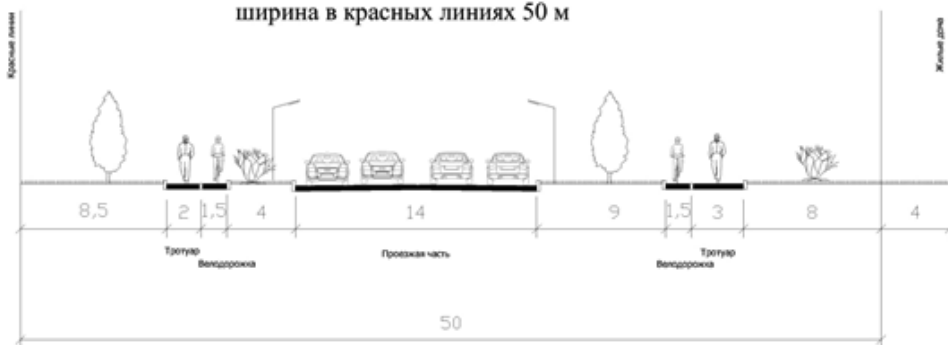 ширина в красных линиях 50 м
Красные линии
Жилые дома
8,5 2 1,5 4 14 9 1,5 3 8 4
Тротуар
Велодорожка
Проезжая часть
Велодорожка
Тротуар
50